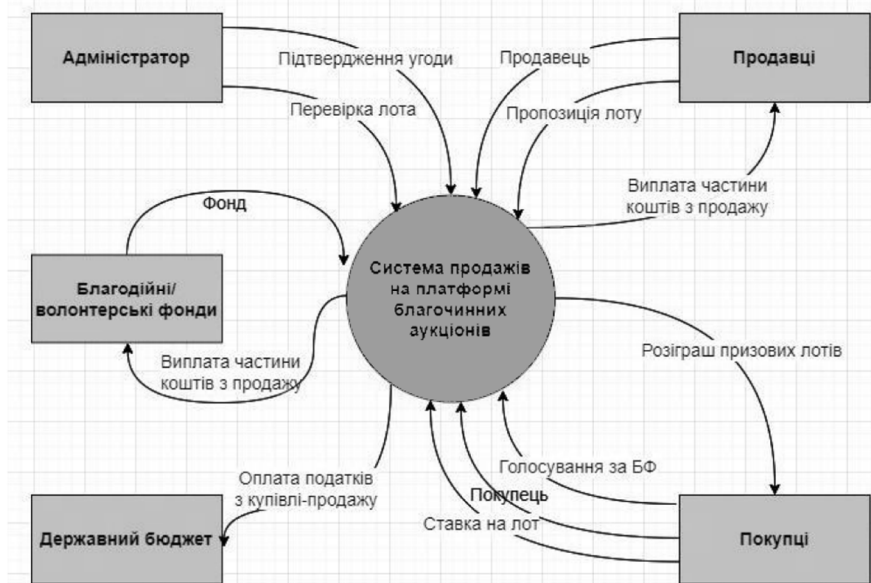 Адміністратор
Підтвердження угоди
Перевірка лота
Продавець
Пропозиція лоту
Продавці
Виплата частини
коштів з продажу
Фонд
Благодійні/
волонтерські фонди
Система продажів
на платформі
благочинних
аукціонів
Виплата частини
коштів з продажу
Розіграш призових лотів
Оплата податків
з купівлі-продажу
Державний бюджет
Голосування за БФ
Покупець
Ставка на лот
Покупці